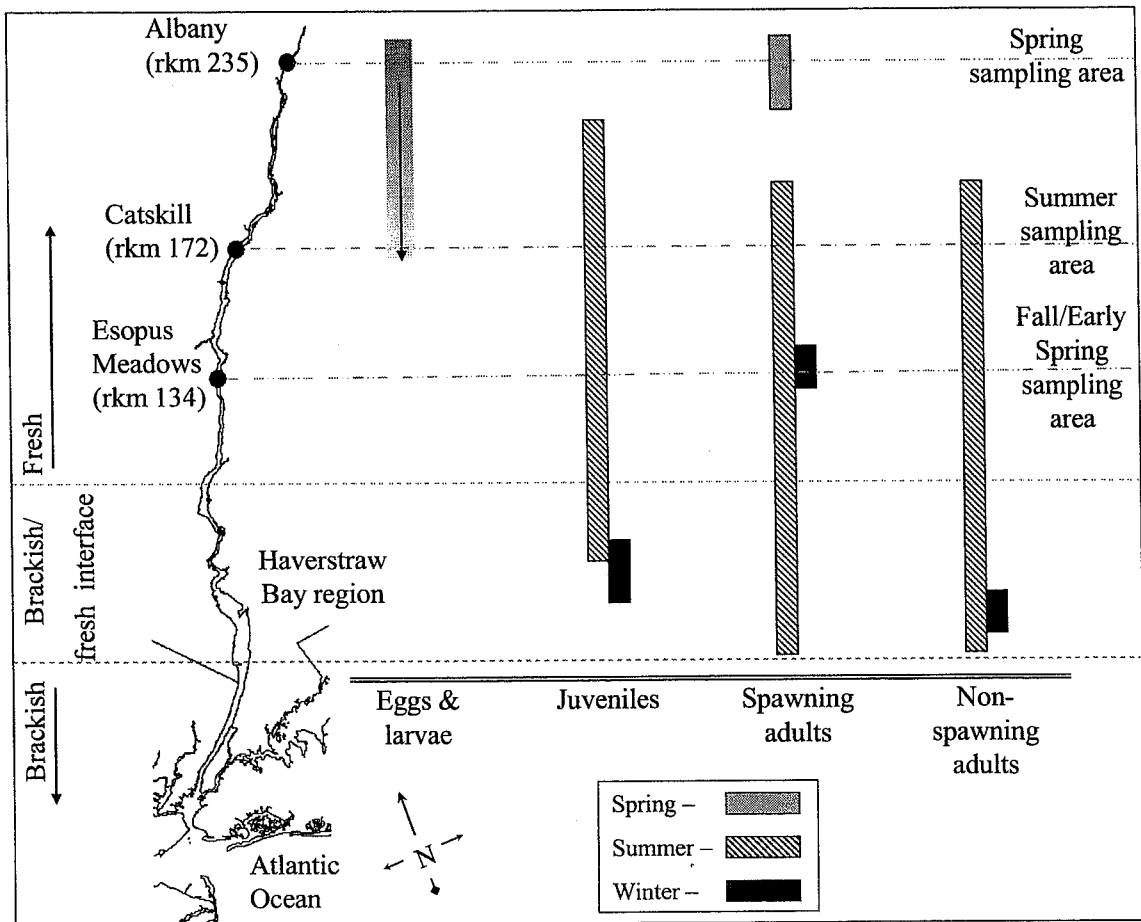 Albany
(rkm 235)
Spring
sampling area
Catskill
(rkm 172)
Summer
sampling
area
Esopus
Meadows
(rkm 134)
Fall/Early
Spring
sampling
area
Fresh
Brackish/
fresh interface
Haverstraw
Bay region
Brackish
Eggs &
larvae
Juveniles
Spawning
adults
Non-
spawning
adults
Spring –
Summer –
Winter –
N
Atlantic
Ocean